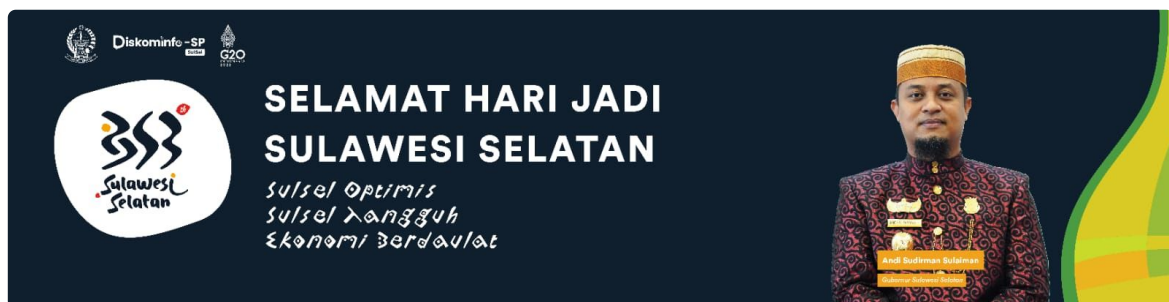 Diskominfo-SP
SulSel
G20
353
th
Sulawesi
Selatan
SELAMAT HARI JADI
SULAWESI SELATAN
Sulsel Optimis
Sulsel Tangguh
Ekonomi Berdaulat
Andi Sudirman Sulaiman
Gubernur Sulawesi Selatan